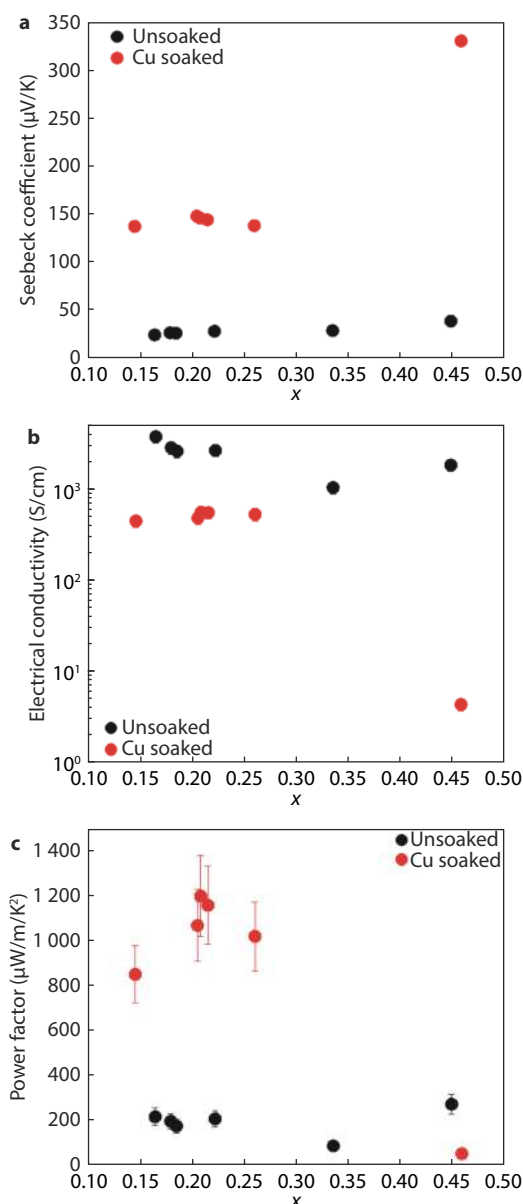 a
Unsoaked
Cu soaked
350
300
250
200
150
100
50
0
Seebeck coefficient (µV/K)
0.10 0.15 0.20 0.25 0.30 0.35 0.40 0.45 0.50
x
b
10³
10²
10¹
10⁰
Electrical conductivity (S/cm)
Unsoaked
Cu soaked
0.10 0.15 0.20 0.25 0.30 0.35 0.40 0.45 0.50
x
c
Unsoaked
Cu soaked
1 400
1 200
1 000
800
600
400
200
0
Power factor (µW/m/K²)
0.10 0.15 0.20 0.25 0.30 0.35 0.40 0.45 0.50
x